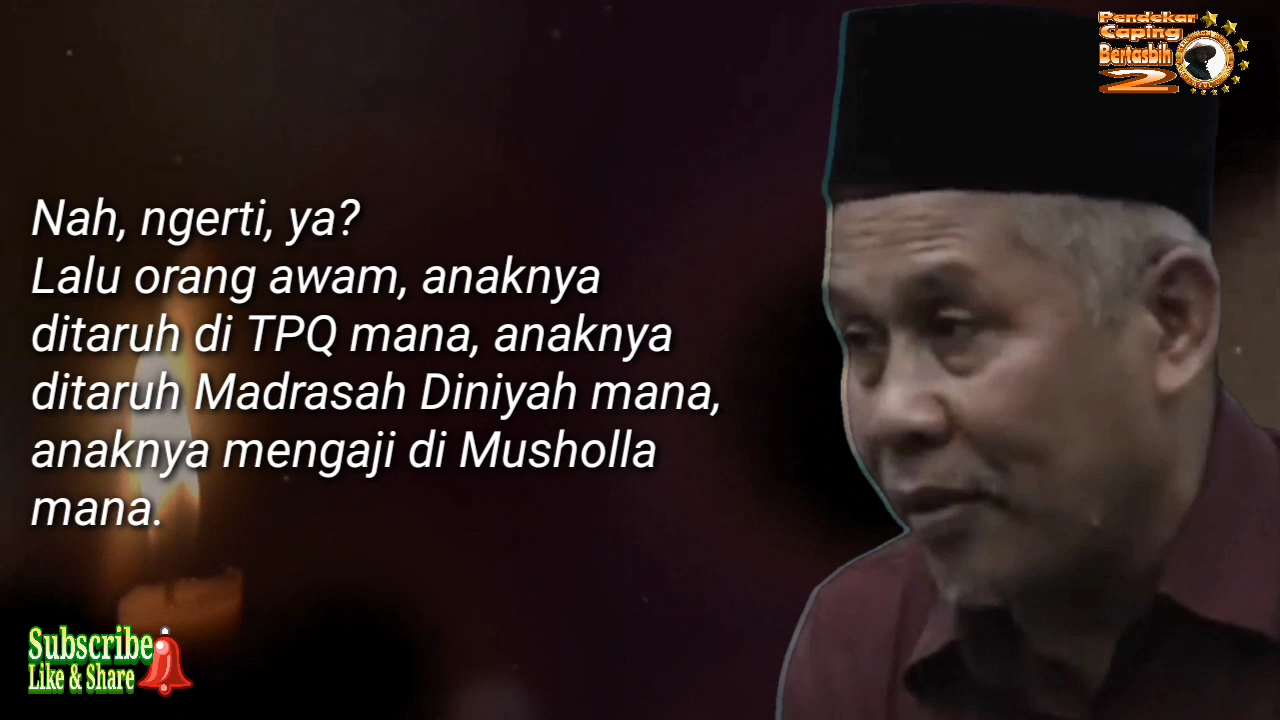 Pendekar
Caping
Bertasbih
2
Nah, ngerti, ya?
Lalu orang awam, anaknya
ditaruh di TPQ mana, anaknya
ditaruh Madrasah Diniyah mana,
anaknya mengaji di Musholla
mana.
Subscribe
Like & Share